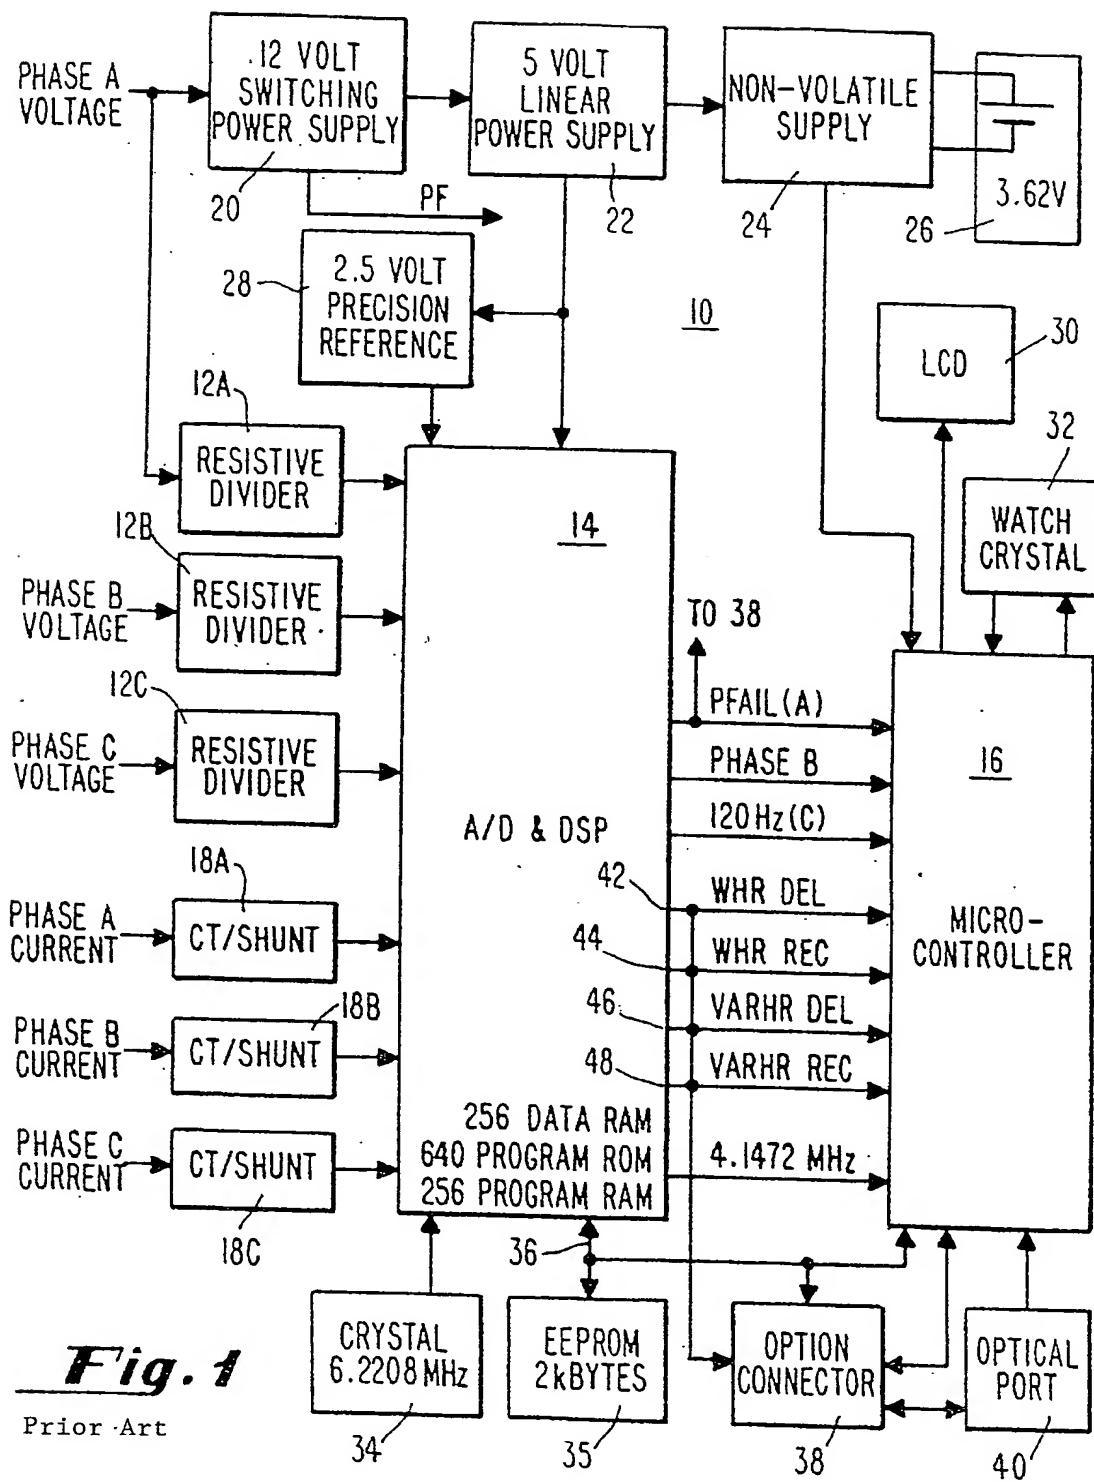 PHASE A
VOLTAGE
12 VOLT
SWITCHING
POWER SUPPLY
20
5 VOLT
LINEAR
POWER SUPPLY
22
NON-VOLATILE
SUPPLY
24
3.62V
26
PF
28
2.5 VOLT
PRECISION
REFERENCE
10
LCD
30
32
WATCH
CRYSTAL
12A
RESISTIVE
DIVIDER
12B
PHASE B
VOLTAGE
RESISTIVE
DIVIDER
12C
PHASE C
VOLTAGE
RESISTIVE
DIVIDER
14
A/D & DSP
TO 38
PFAIL(A)
PHASE B
120Hz(C)
42
WHR DEL
44
WHR REC
46
VARHR DEL
48
VARHR REC
4.1472 MHz
16
MICRO-
CONTROLLER
18A
PHASE A
CURRENT
CT/SHUNT
18B
PHASE B
CURRENT
CT/SHUNT
PHASE C
CURRENT
CT/SHUNT
18C
256 DATA RAM
640 PROGRAM ROM
256 PROGRAM RAM
36
CRYSTAL
6.2208MHz
34
EEPROM
2kBYTES
35
OPTION
CONNECTOR
38
OPTICAL
PORT
40
Fig. 1
Prior Art